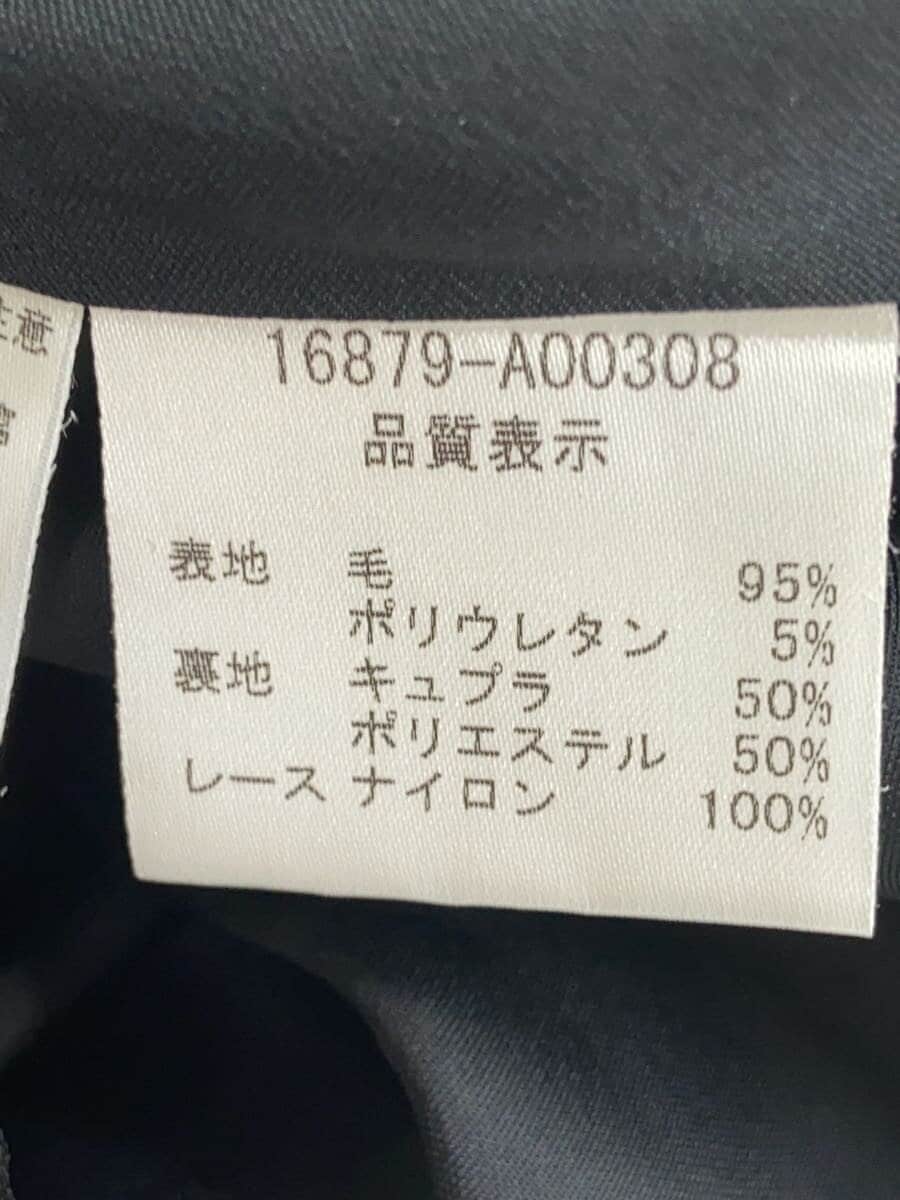 注意
16879-A00308
品質表示
表地 毛 95%
ポリウレタン 5%
裏地 キュプラ 50%
ポリエステル 50%
レース ナイロン 100%